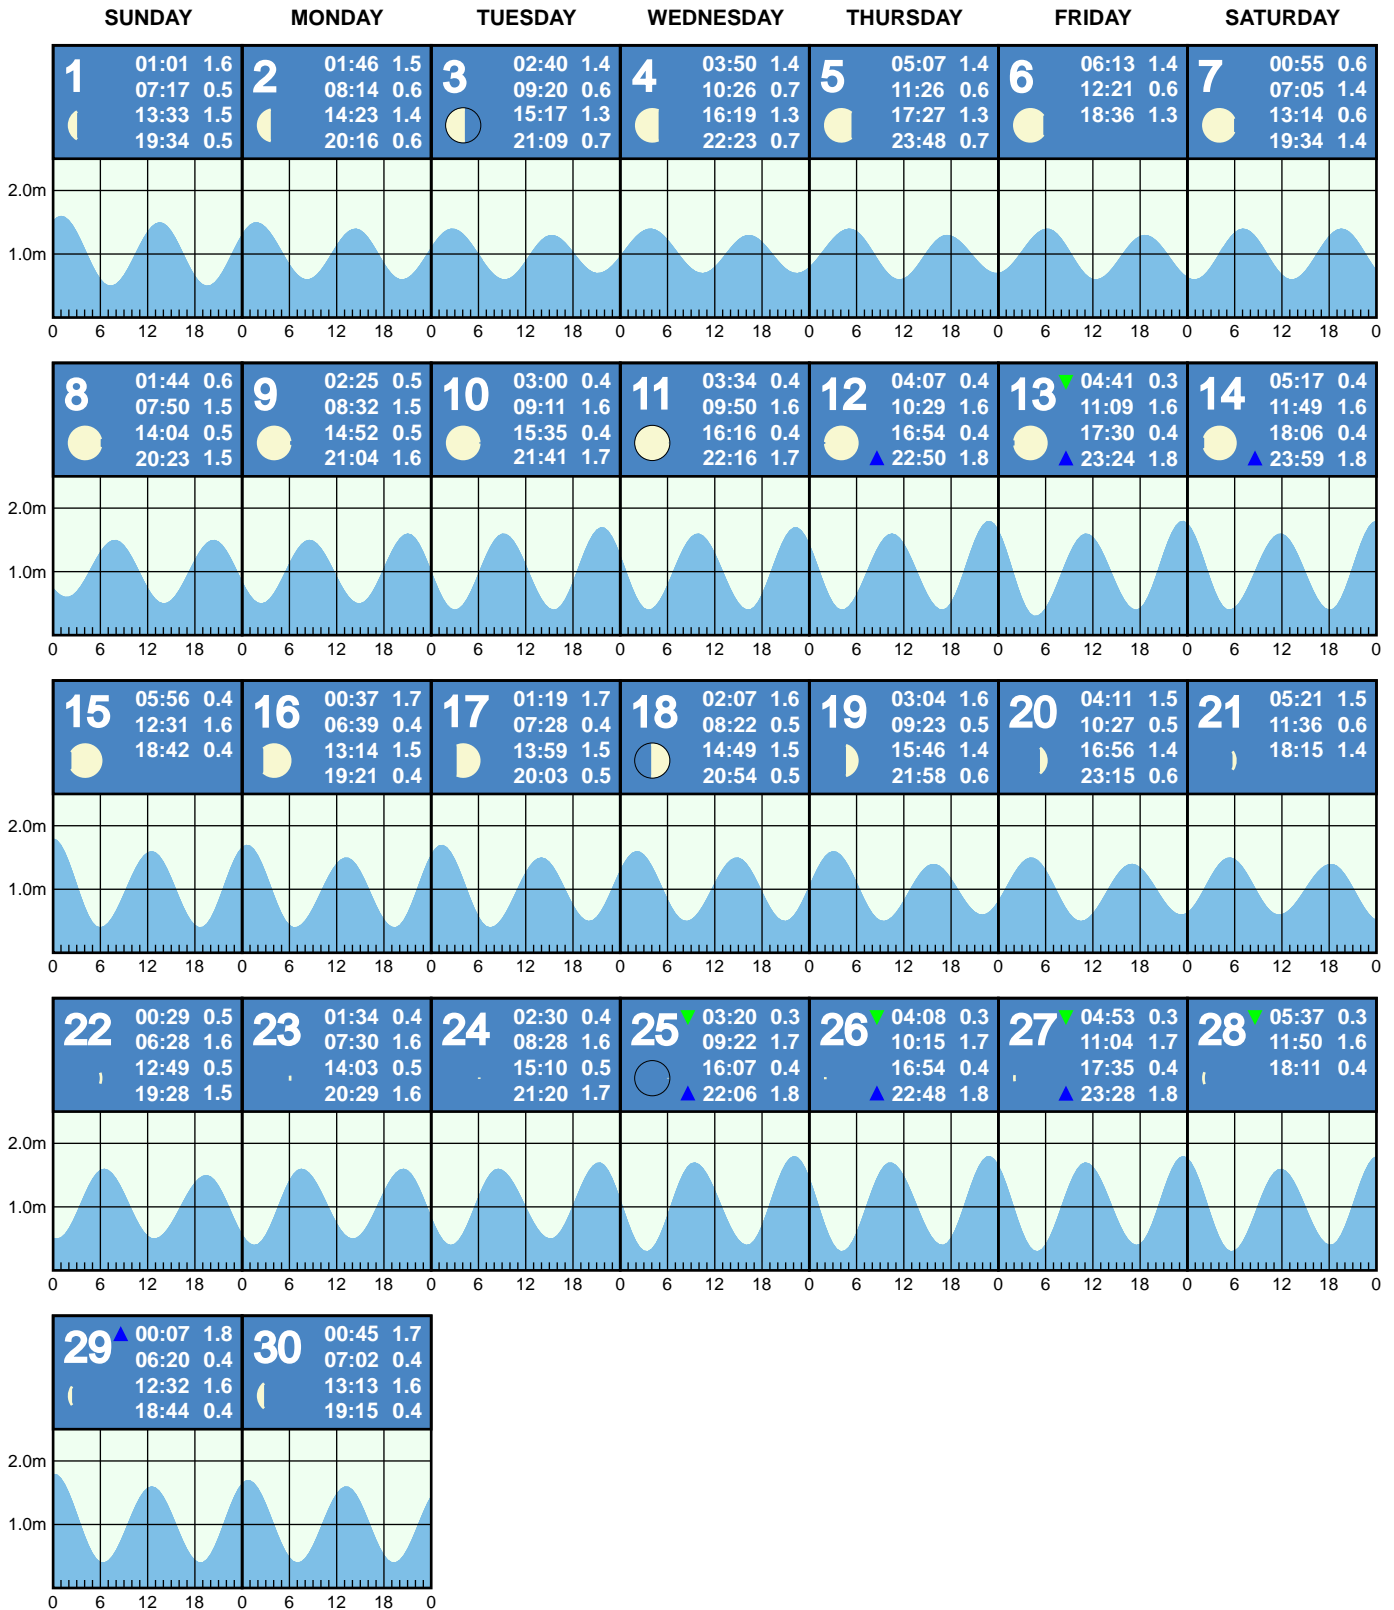 SUNDAY MONDAY TUESDAY WEDNESDAY THURSDAY FRIDAY SATURDAY
1 01:01 1.6
07:17 0.5
13:33 1.5
19:34 0.5
2 01:46 1.5
08:14 0.6
14:23 1.4
20:16 0.6
3 02:40 1.4
09:20 0.6
15:17 1.3
21:09 0.7
4 03:50 1.4
10:26 0.7
16:19 1.3
22:23 0.7
5 05:07 1.4
11:26 0.6
17:27 1.3
23:48 0.7
6 06:13 1.4
12:21 0.6
18:36 1.3
7 00:55 0.6
07:05 1.4
13:14 0.6
19:34 1.4
2.0m
1.0m
0 6 12 18 0 6 12 18 0 6 12 18 0 6 12 18 0 6 12 18 0 6 12 18 0 6 12 18 0
8 01:44 0.6
07:50 1.5
14:04 0.5
20:23 1.5
9 02:25 0.5
08:32 1.5
14:52 0.5
21:04 1.6
10 03:00 0.4
09:11 1.6
15:35 0.4
21:41 1.7
11 03:34 0.4
09:50 1.6
16:16 0.4
22:16 1.7
12 04:07 0.4
10:29 1.6
16:54 0.4
22:50 1.8
13 04:41 0.3
11:09 1.6
17:30 0.4
23:24 1.8
14 05:17 0.4
11:49 1.6
18:06 0.4
23:59 1.8
2.0m
1.0m
0 6 12 18 0 6 12 18 0 6 12 18 0 6 12 18 0 6 12 18 0 6 12 18 0 6 12 18 0
15 05:56 0.4
12:31 1.6
18:42 0.4
16 00:37 1.7
06:39 0.4
13:14 1.5
19:21 0.4
17 01:19 1.7
07:28 0.4
13:59 1.5
20:03 0.5
18 02:07 1.6
08:22 0.5
14:49 1.5
20:54 0.5
19 03:04 1.6
09:23 0.5
15:46 1.4
21:58 0.6
20 04:11 1.5
10:27 0.5
16:56 1.4
23:15 0.6
21 05:21 1.5
11:36 0.6
18:15 1.4
2.0m
1.0m
0 6 12 18 0 6 12 18 0 6 12 18 0 6 12 18 0 6 12 18 0 6 12 18 0 6 12 18 0
22 00:29 0.5
06:28 1.6
12:49 0.5
19:28 1.5
23 01:34 0.4
07:30 1.6
14:03 0.5
20:29 1.6
24 02:30 0.4
08:28 1.6
15:10 0.5
21:20 1.7
25 03:20 0.3
09:22 1.7
16:07 0.4
22:06 1.8
26 04:08 0.3
10:15 1.7
16:54 0.4
22:48 1.8
27 04:53 0.3
11:04 1.7
17:35 0.4
23:28 1.8
28 05:37 0.3
11:50 1.6
18:11 0.4
2.0m
1.0m
0 6 12 18 0 6 12 18 0 6 12 18 0 6 12 18 0 6 12 18 0 6 12 18 0 6 12 18 0
29 00:07 1.8
06:20 0.4
12:32 1.6
18:44 0.4
30 00:45 1.7
07:02 0.4
13:13 1.6
19:15 0.4
2.0m
1.0m
0 6 12 18 0 6 12 18 0